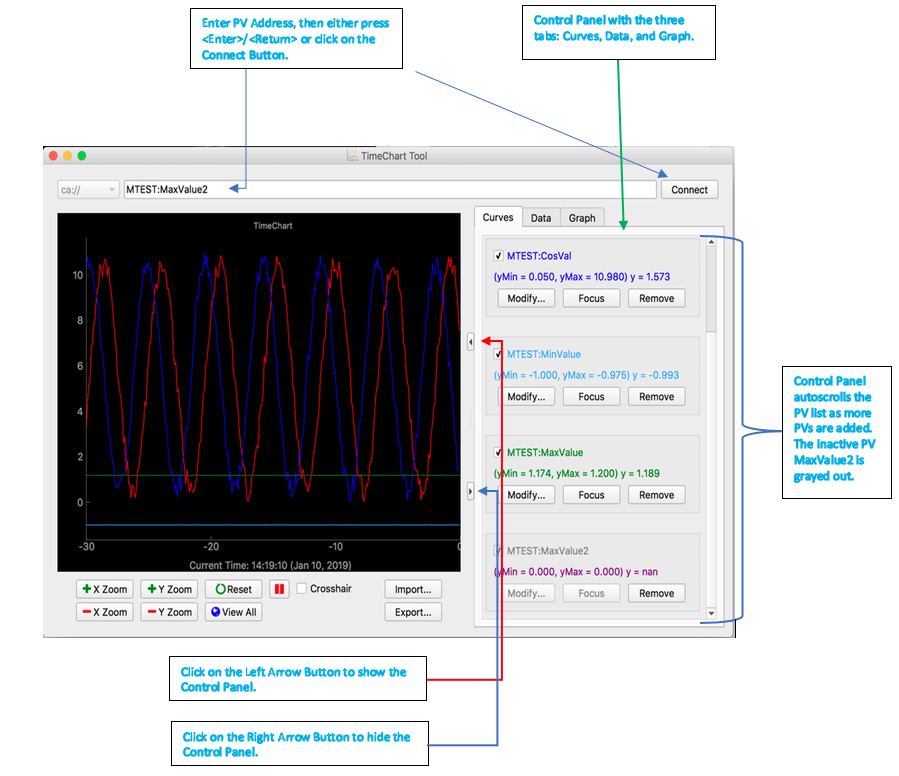 Enter PV Address, then either press
<Enter>/<Return> or click on the
Connect Button.
Control Panel with the three
tabs: Curves, Data, and Graph.
TimeChart Tool
ca://
MTEST:MaxValue2
Connect
TimeChart
10
8
6
4
2
0
-30
-20
-10
0
Current Time: 14:19:10 (Jan 10, 2019)
Curves
Data
Graph
MTEST:CosVal
(yMin = 0.050, yMax = 10.980) y = 1.573
Modify...
Focus
Remove
MTEST:MinValue
(yMin = -1.000, yMax = -0.975) y = -0.993
Modify...
Focus
Remove
MTEST:MaxValue
(yMin = 1.174, yMax = 1.200) y = 1.189
Modify...
Focus
Remove
MTEST:MaxValue2
(yMin = 0.000, yMax = 0.000) y = nan
Modify...
Focus
Remove
Control Panel
autoscrolls the
PV list as more
PVs are added.
The inactive PV
MaxValue2 is
grayed out.
X Zoom
Y Zoom
Reset
Crosshair
Import...
X Zoom
Y Zoom
View All
Export...
Click on the Left Arrow Button to show the
Control Panel.
Click on the Right Arrow Button to hide the
Control Panel.